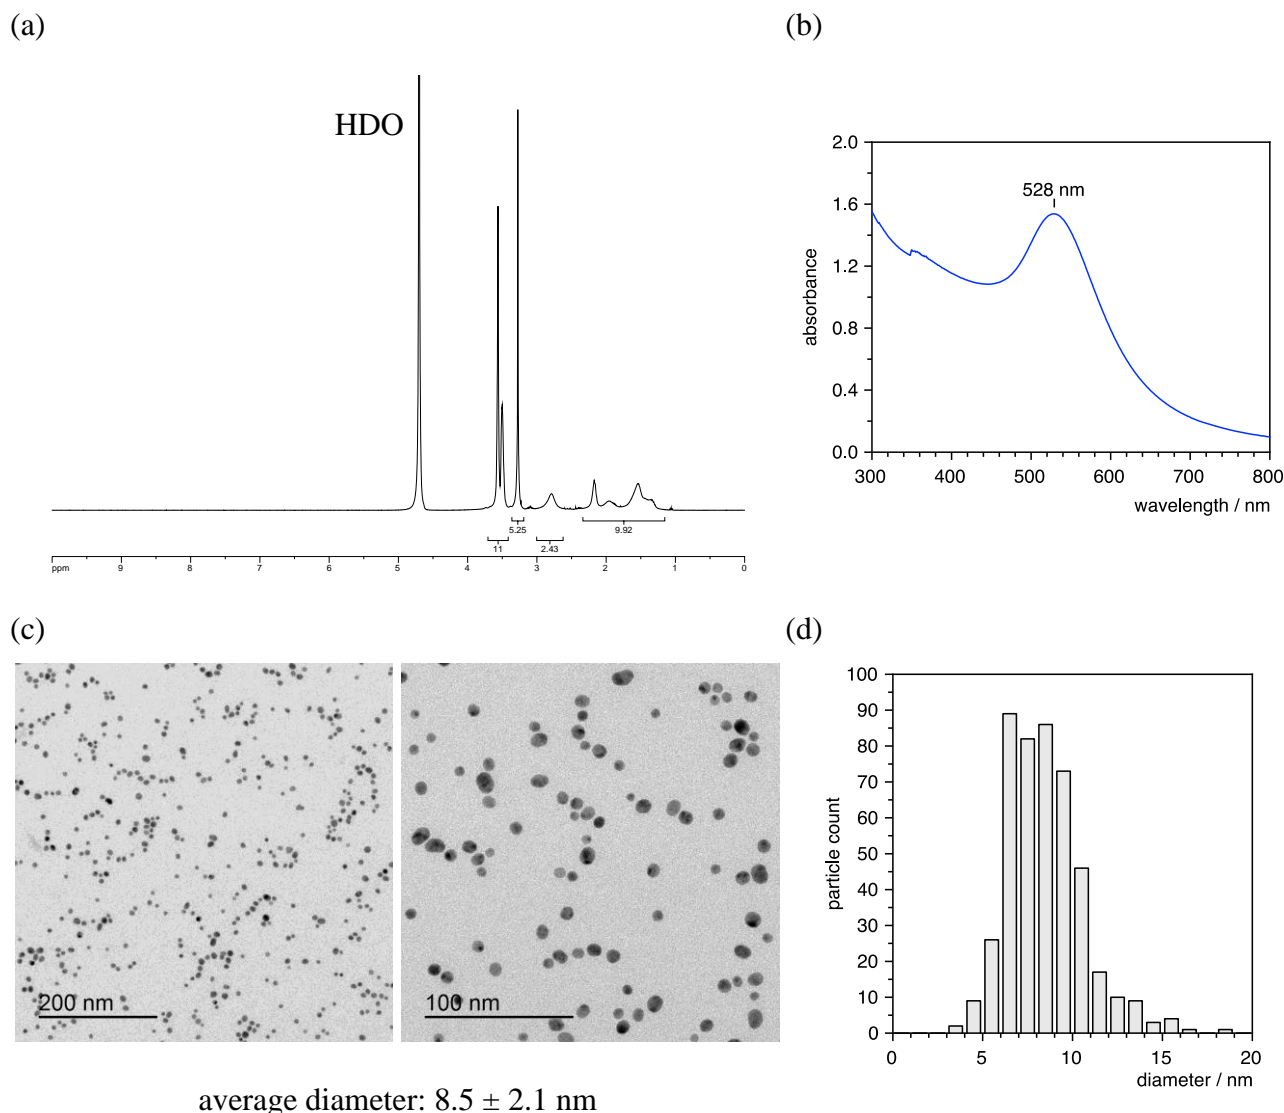 (a)
HDO
5.25
9.92
11
2.43
ppm 9 8 7 6 5 4 3 2 1 0
(b)
2.0
1.6
1.2
0.8
0.4
0.0
absorbance
528 nm
300 400 500 600 700 800
wavelength / nm
(c)
200 nm
100 nm
average diameter: 8.5 ± 2.1 nm
(d)
100
90
80
70
60
50
40
30
20
10
0
particle count
0 5 10 15 20
diameter / nm